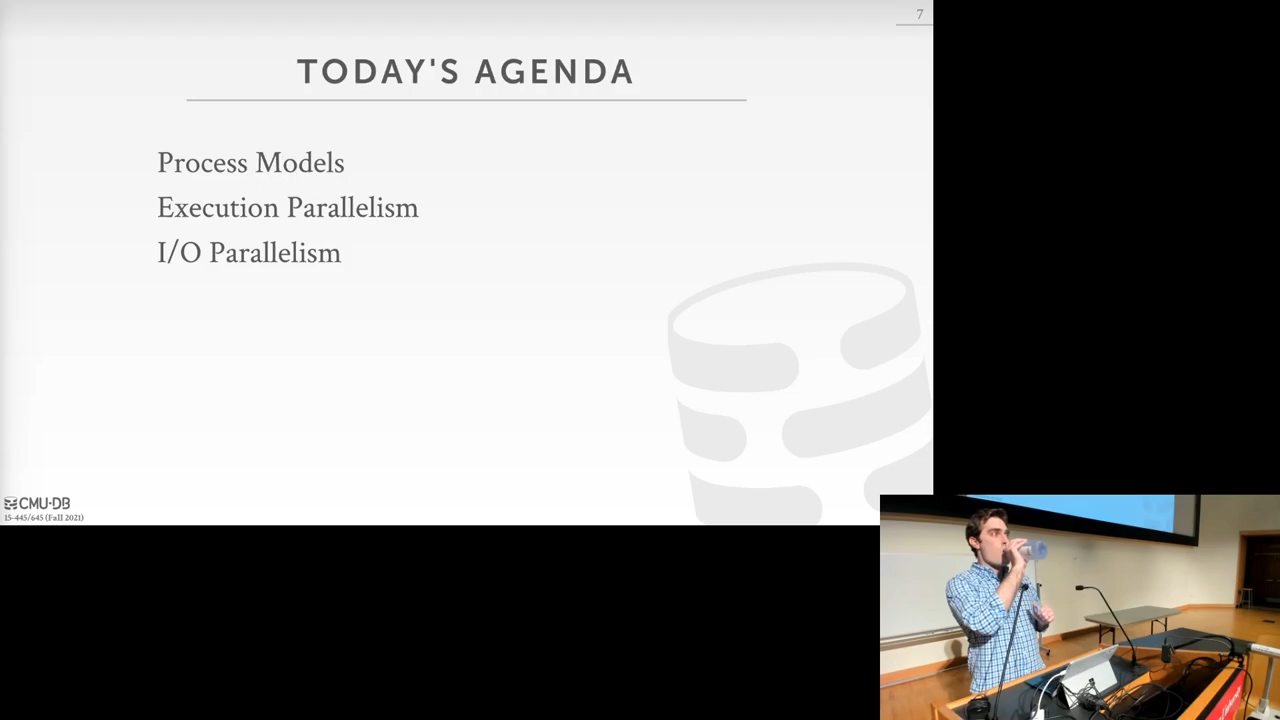 7
TODAY'S AGENDA
Process Models
Execution Parallelism
I/O Parallelism
CMU·DB
15-445/645 (Fall 2021)